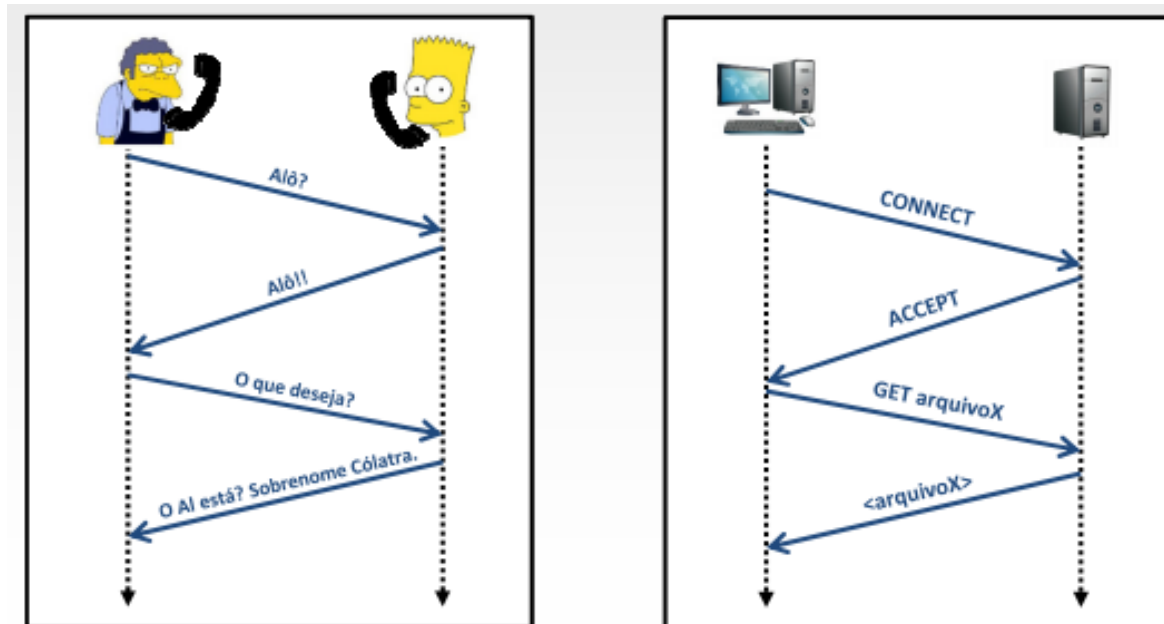 Alô?
Alô!!
O que deseja?
O Al está? Sobrenome Cólatra.
CONNECT
ACCEPT
GET arquivoX
<arquivoX>